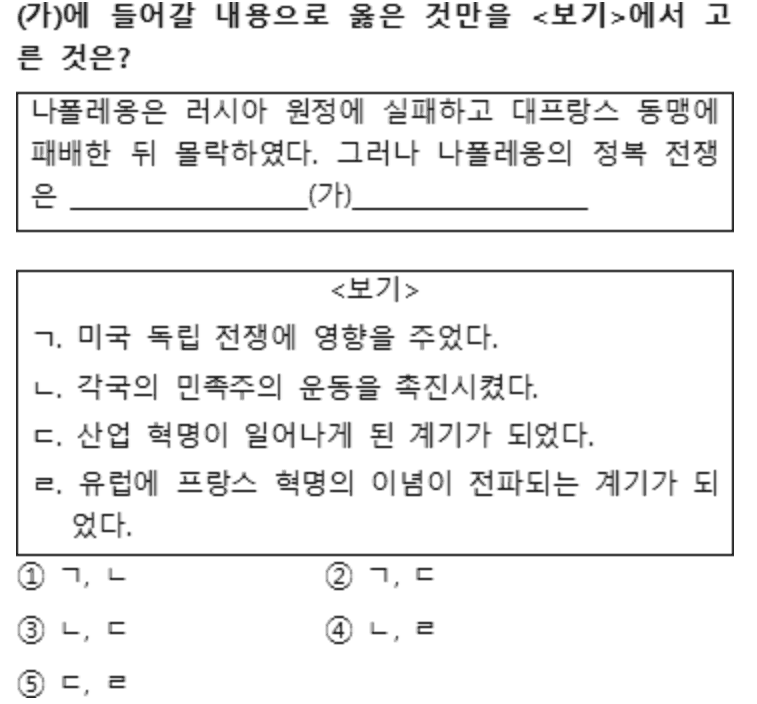 (가)에 들어갈 내용으로 옳은 것만을 <보기>에서 고
른 것은?
나폴레옹은 러시아 원정에 실패하고 대프랑스 동맹에
패배한 뒤 몰락하였다. 그러나 나폴레옹의 정복 전쟁
은 ________________(가)________________
<보기>
ㄱ. 미국 독립 전쟁에 영향을 주었다.
ㄴ. 각국의 민족주의 운동을 촉진시켰다.
ㄷ. 산업 혁명이 일어나게 된 계기가 되었다.
ㄹ. 유럽에 프랑스 혁명의 이념이 전파되는 계기가 되
었다.
① ㄱ, ㄴ ② ㄱ, ㄷ
③ ㄴ, ㄷ ④ ㄴ, ㄹ
⑤ ㄷ, ㄹ